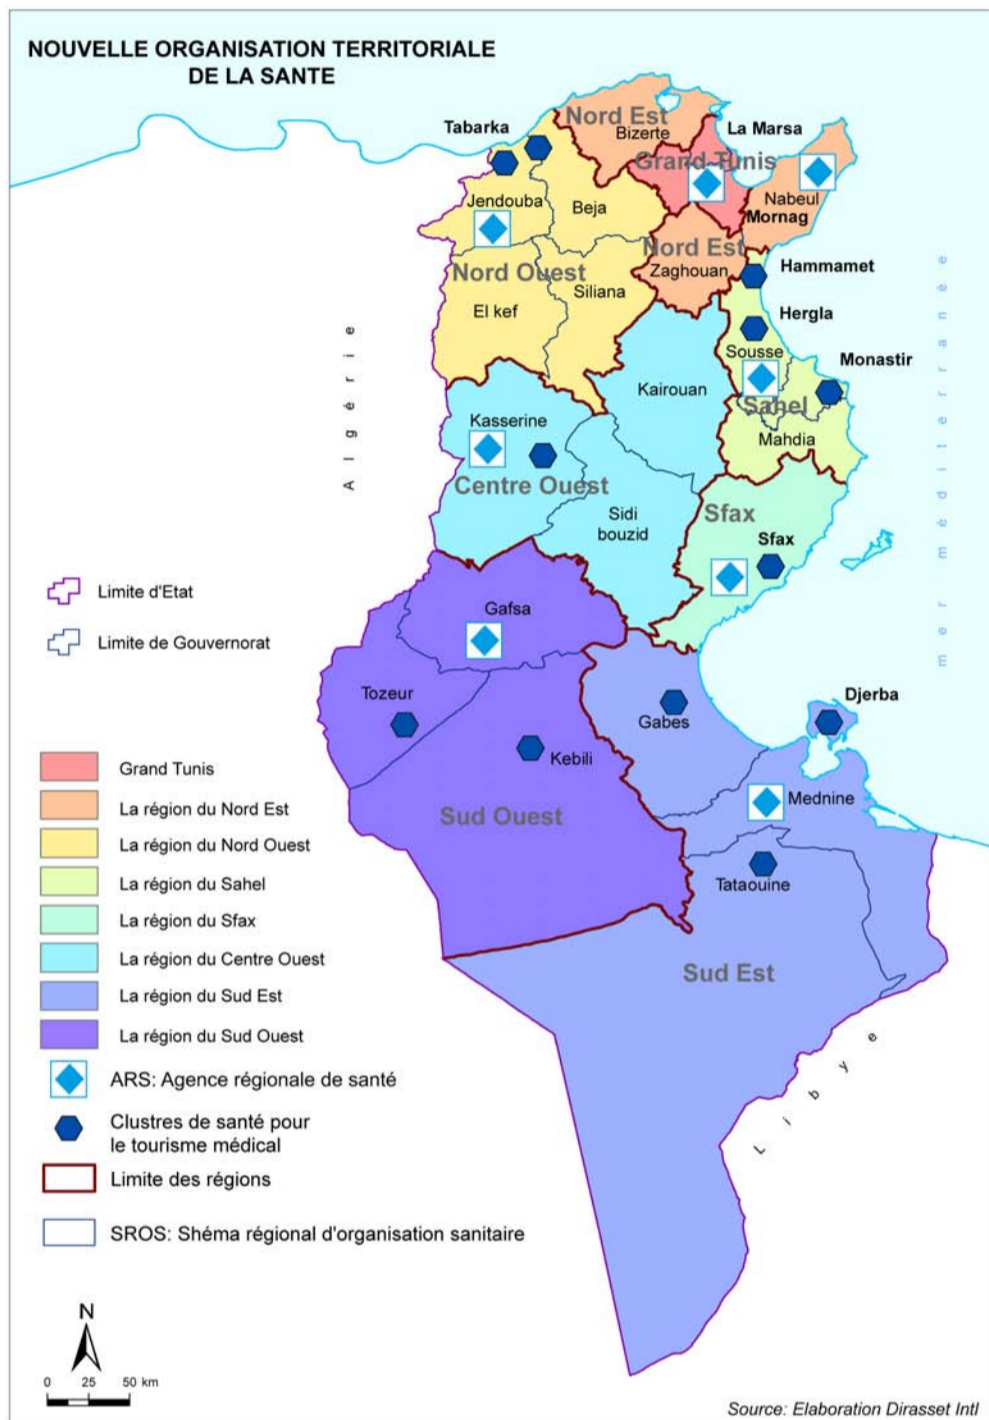 NOUVELLE ORGANISATION TERRITORIALE
DE LA SANTE
Tabarka
Nord Est
Bizerte
La Marsa
Grand Tunis
Jendouba
Beja
Nabeul
Mornag
Nord Est
Zaghouan
Nord Ouest
Hammamet
Siliana
El kef
Hergla
Sousse
Monastir
Kairouan
Sahel
Kasserine
Mahdia
Centre Ouest
Sidi
bouzid
Sfax
Sfax
Algérie
mer méditerranée
Limite d'Etat
Gafsa
Limite de Gouvernorat
Tozeur
Djerba
Gabes
Kebili
Mednine
Sud Ouest
Tataouine
Sud Est
Libye
Grand Tunis
La région du Nord Est
La région du Nord Ouest
La région du Sahel
La région du Sfax
La région du Centre Ouest
La région du Sud Est
La région du Sud Ouest
ARS: Agence régionale de santé
Clustres de santé pour
le tourisme médical
Limite des régions
SROS: Shéma régional d'organisation sanitaire
N
0 25 50 km
Source: Elaboration Dirasset Intl